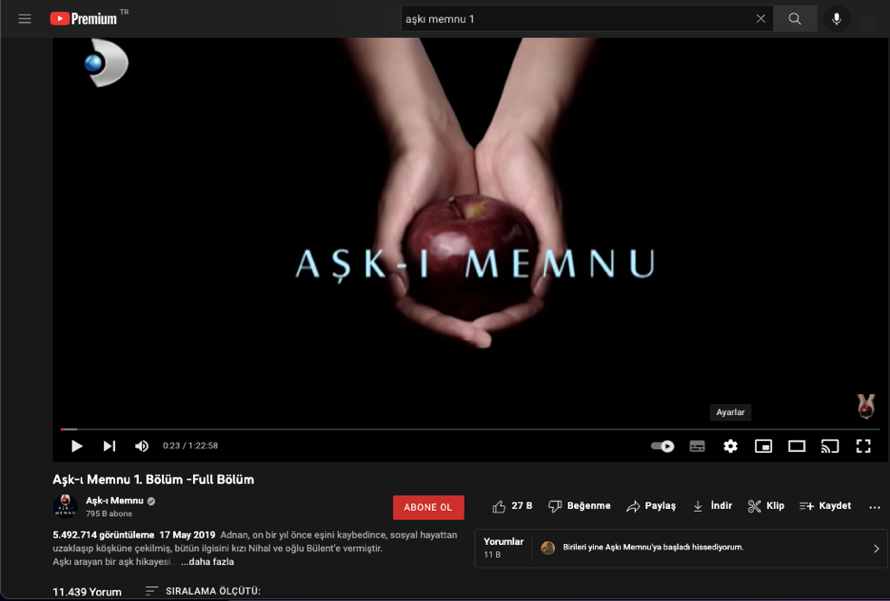 Premium TR
aşkı memnu 1
AŞK-I MEMNU
Ayarlar
0:23 / 1:22:58
Aşk-ı Memnu 1. Bölüm -Full Bölüm
Aşk-ı Memnu
795 B abone
ABONE OL
27 B
Beğenme
Paylaş
İndir
Klip
Kaydet
5.492.714 görüntüleme 17 May 2019 Adnan, on bir yıl önce eşini kaybedince, sosyal hayattan
uzaklaşıp köşküne çekilmiş, bütün ilgisini kızı Nihal ve oğlu Bülent'e vermiştir.
Aşkı arayan bir aşk hikayesi... ...daha fazla
Yorumlar
11 B
Birileri yine Aşkı Memnu'ya başladı hissediyorum.
11.439 Yorum
SIRALAMA ÖLÇÜTÜ: